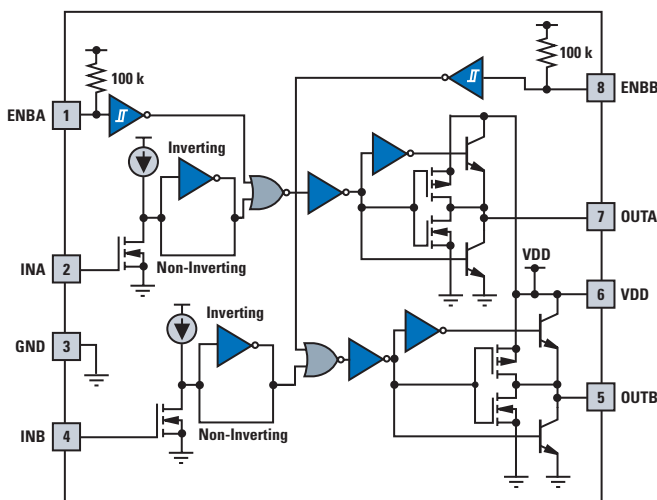 100 k
100 k
ENBA 1
8 ENBB
Inverting
7 OUTA
INA 2
Non-Inverting
VDD
Inverting
6 VDD
GND 3
5 OUTB
INB 4
Non-Inverting